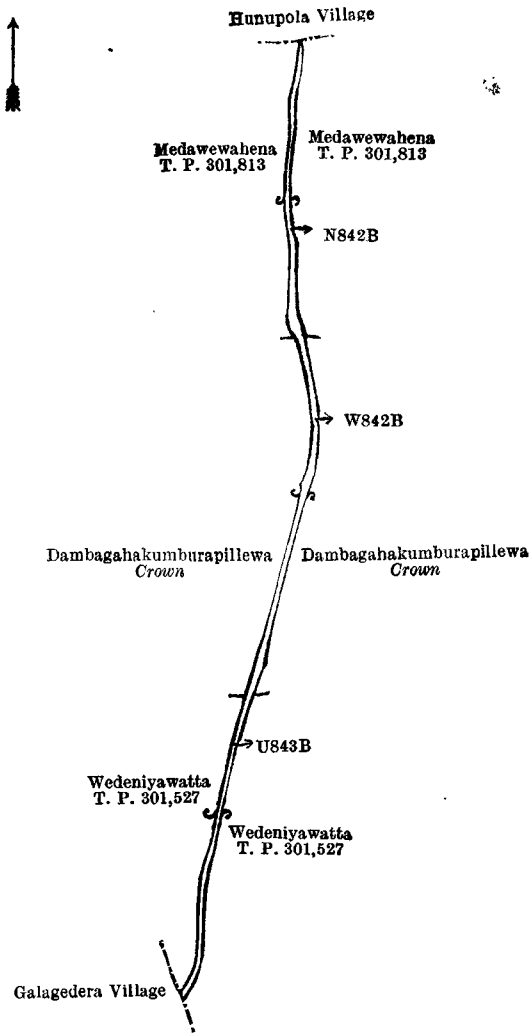 Hunupola Village
Medawewahena
T. P. 301,813
Medawewahena
T. P. 301,813
N842B
W842B
Dambagahakumburapillewa
Crown
Dambagahakumburapillewa
Crown
U843B
Wedeniyawatta
T. P. 301,527
Wedeniyawatta
T. P. 301,527
Galagedera Village